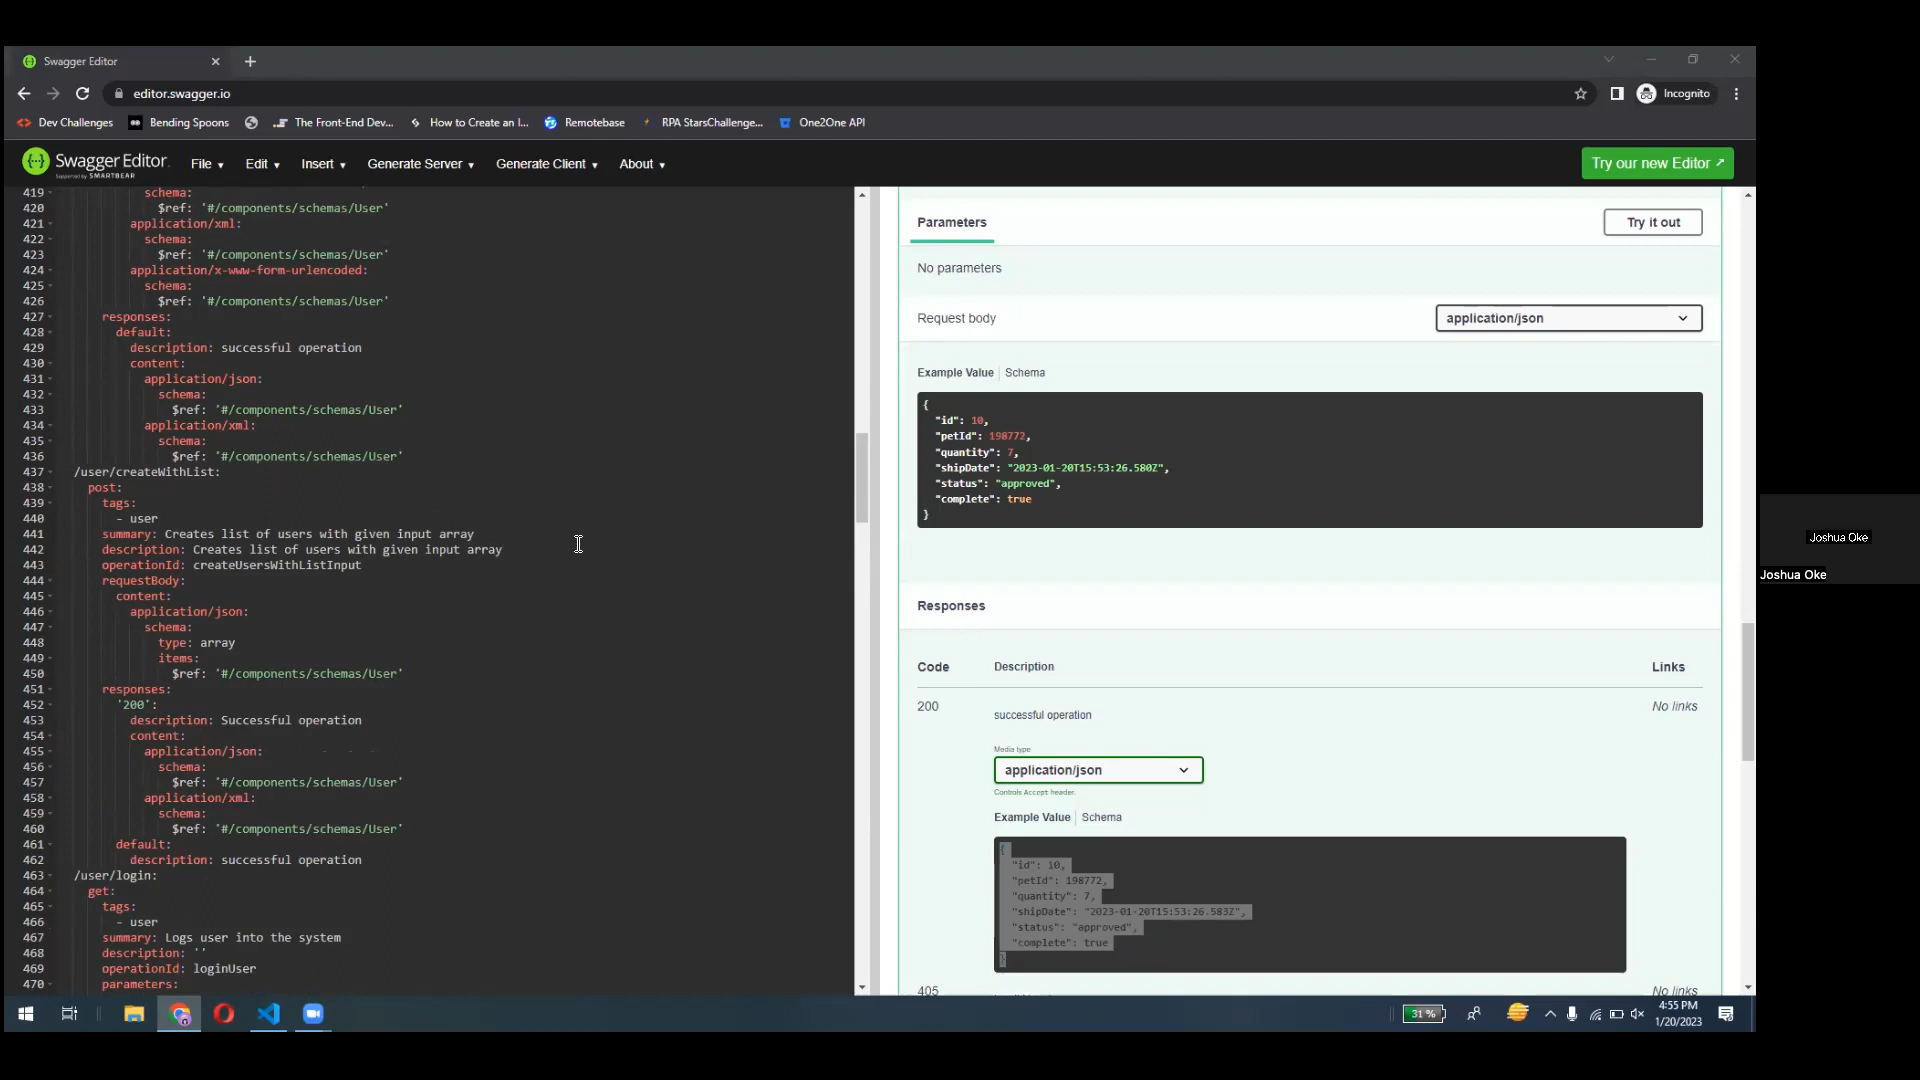 Swagger Editor
editor.swagger.io
Incognito
Dev Challenges
Bending Spoons
The Front-End Dev...
How to Create an I...
Remotebase
RPA StarsChallenge...
One2One API
Swagger Editor.
Supported by SMARTBEAR
File
Edit
Insert
Generate Server
Generate Client
About
Try our new Editor
419 schema:
420 $ref: '#/components/schemas/User'
421 application/xml:
422 schema:
423 $ref: '#/components/schemas/User'
424 application/x-www-form-urlencoded:
425 schema:
426 $ref: '#/components/schemas/User'
427 responses:
428 default:
429 description: successful operation
430 content:
431 application/json:
432 schema:
433 $ref: '#/components/schemas/User'
434 application/xml:
435 schema:
436 $ref: '#/components/schemas/User'
437 /user/createWithList:
438 post:
439 tags:
440 - user
441 summary: Creates list of users with given input array
442 description: Creates list of users with given input array
443 operationId: createUsersWithListInput
444 requestBody:
445 content:
446 application/json:
447 schema:
448 type: array
449 items:
450 $ref: '#/components/schemas/User'
451 responses:
452 '200':
453 description: Successful operation
454 content:
455 application/json:
456 schema:
457 $ref: '#/components/schemas/User'
458 application/xml:
459 schema:
460 $ref: '#/components/schemas/User'
461 default:
462 description: successful operation
463 /user/login:
464 get:
465 tags:
466 - user
467 summary: Logs user into the system
468 description: ''
469 operationId: loginUser
470 parameters:
Parameters
Try it out
No parameters
Request body
application/json
Example Value
Schema
{
"id": 10,
"petId": 198772,
"quantity": 7,
"shipDate": "2023-01-20T15:53:26.580Z",
"status": "approved",
"complete": true
}
Responses
Code
Description
Links
200
successful operation
No links
Media type
application/json
Controls Accept header.
Example Value
Schema
{
"id": 10,
"petId": 198772,
"quantity": 7,
"shipDate": "2023-01-20T15:53:26.583Z",
"status": "approved",
"complete": true
}
405
No links
Joshua Oke
Joshua Oke
31 %
4:55 PM
1/20/2023